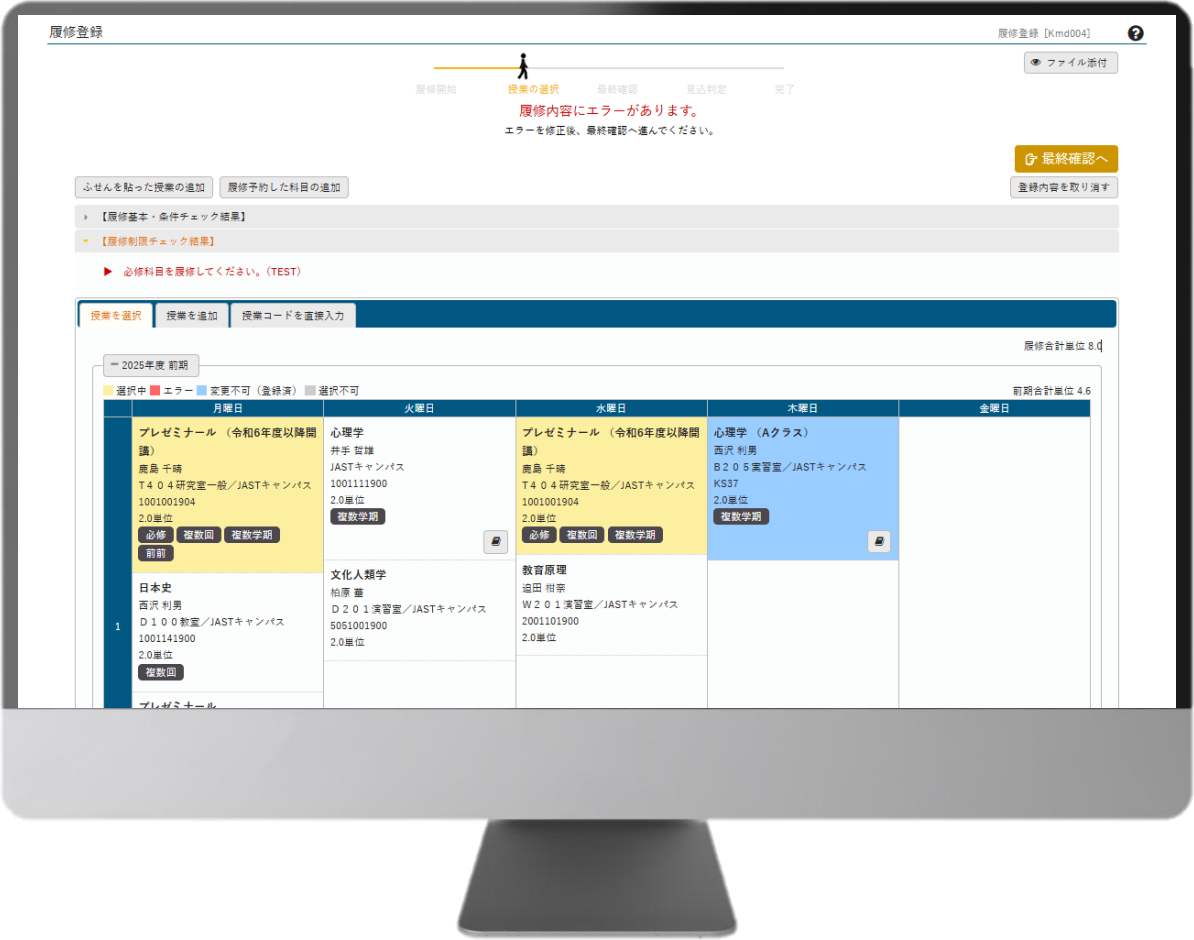 履修登録
履修登録 [Kmd004]
?
ファイル添付
履修開始 授業の選択 最終確認 見込判定 完了
履修内容にエラーがあります。
エラーを修正後、最終確認へ進んでください。
最終確認へ
ふせんを貼った授業の追加 履修予約した科目の追加
登録内容を取り消す
【履修基本・条件チェック結果】
【履修制限チェック結果】
必修科目を履修してください。(TEST)
授業を選択 授業を追加 授業コードを直接入力
履修合計単位 8.0
2025年度 前期
選択中 エラー 変更不可（登録済） 選択不可
前期合計単位 4.6
月曜日 火曜日 水曜日 木曜日 金曜日
1
プレゼミナール （令和6年度以降開
講）
鹿島 千晴
T４０４研究室一般／JASTキャンパス
1001001904
2.0単位
必修 複数回 複数学期
前前
日本史
西沢 利男
D１００教室／JASTキャンパス
1001141900
2.0単位
複数回
プレゼミナール
心理学
井手 哲雄
JASTキャンパス
1001111900
2.0単位
複数学期
文化人類学
柏原 薫
D２０１演習室／JASTキャンパス
5051001900
2.0単位
プレゼミナール （令和6年度以降開
講）
鹿島 千晴
T４０４研究室一般／JASTキャンパス
1001001904
2.0単位
必修 複数回 複数学期
教育原理
迫田 柑奈
W２０１演習室／JASTキャンパス
2001101900
2.0単位
心理学 （Aクラス）
西沢 利男
B２０５実習室／JASTキャンパス
KS37
2.0単位
複数学期